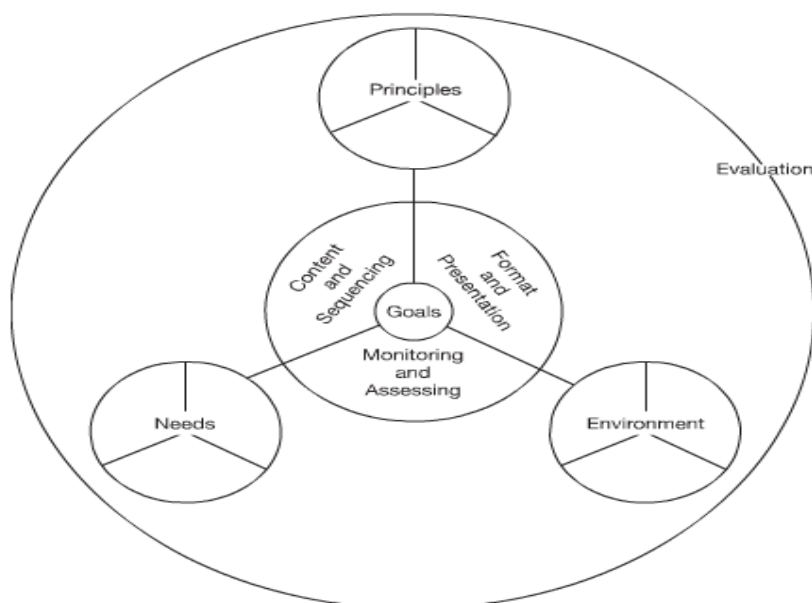 Principles
Evaluation
Content
and
Sequencing
Format
and
Presentation
Goals
Monitoring
and
Assessing
Needs
Environment